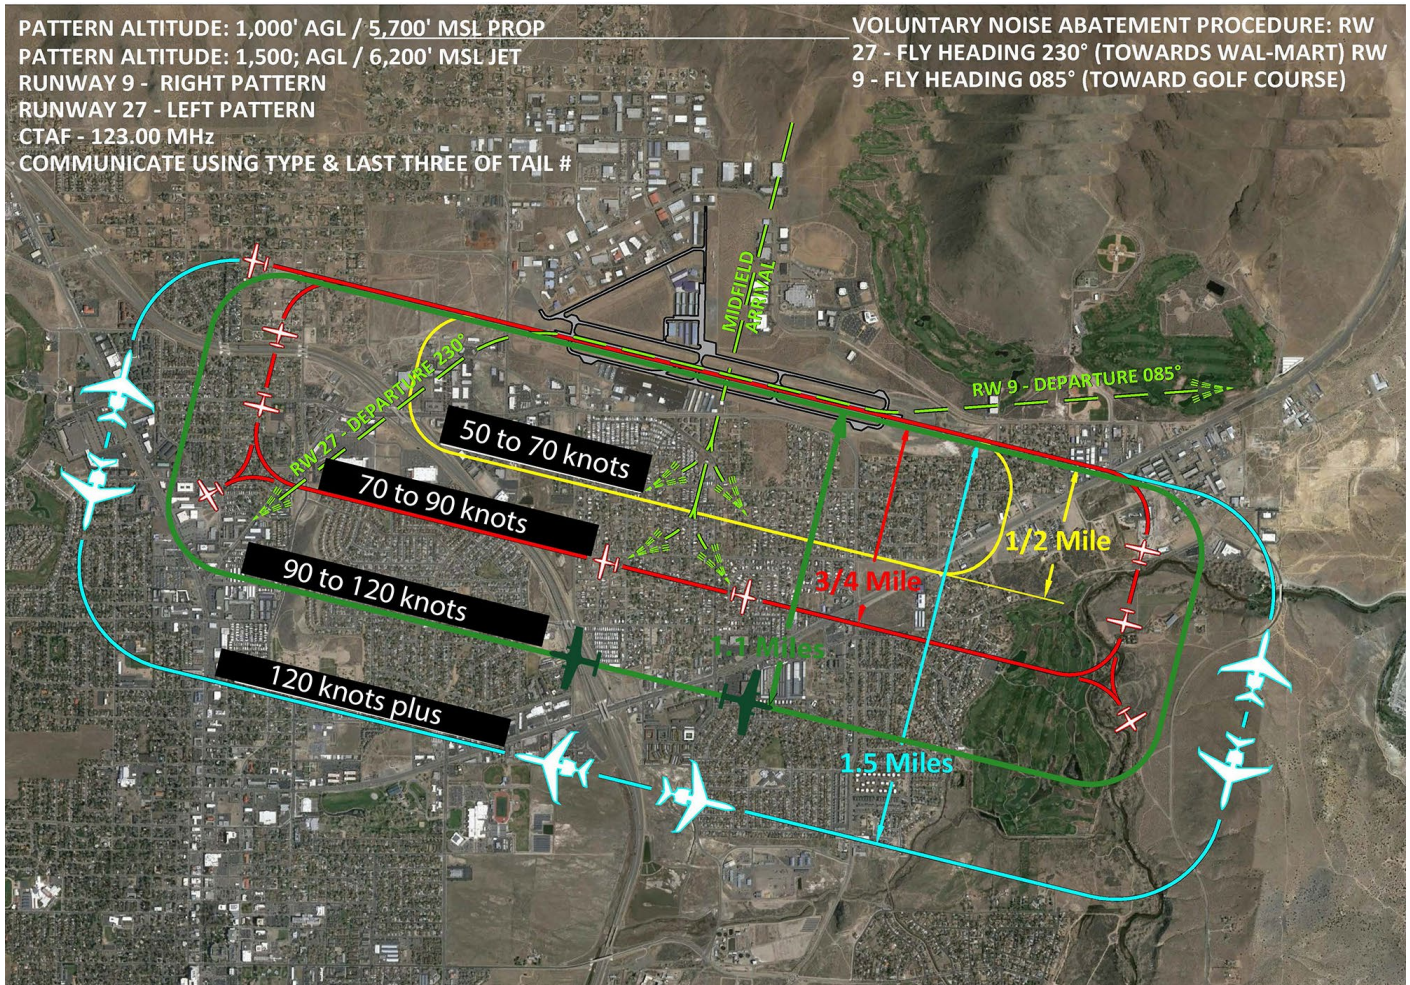 PATTERN ALTITUDE: 1,000' AGL / 5,700' MSL PROP
PATTERN ALTITUDE: 1,500; AGL / 6,200' MSL JET
RUNWAY 9 - RIGHT PATTERN
RUNWAY 27 - LEFT PATTERN
CTAF - 123.00 MHz
COMMUNICATE USING TYPE & LAST THREE OF TAIL #
VOLUNTARY NOISE ABATEMENT PROCEDURE: RW
27 - FLY HEADING 230° (TOWARDS WAL-MART) RW
9 - FLY HEADING 085° (TOWARD GOLF COURSE)
MIDFIELD
ARRIVAL
RW 9 - DEPARTURE 085°
RW 27 - DEPARTURE 230°
50 to 70 knots
70 to 90 knots
90 to 120 knots
120 knots plus
1/2 Mile
3/4 Mile
1.1 Miles
1.5 Miles